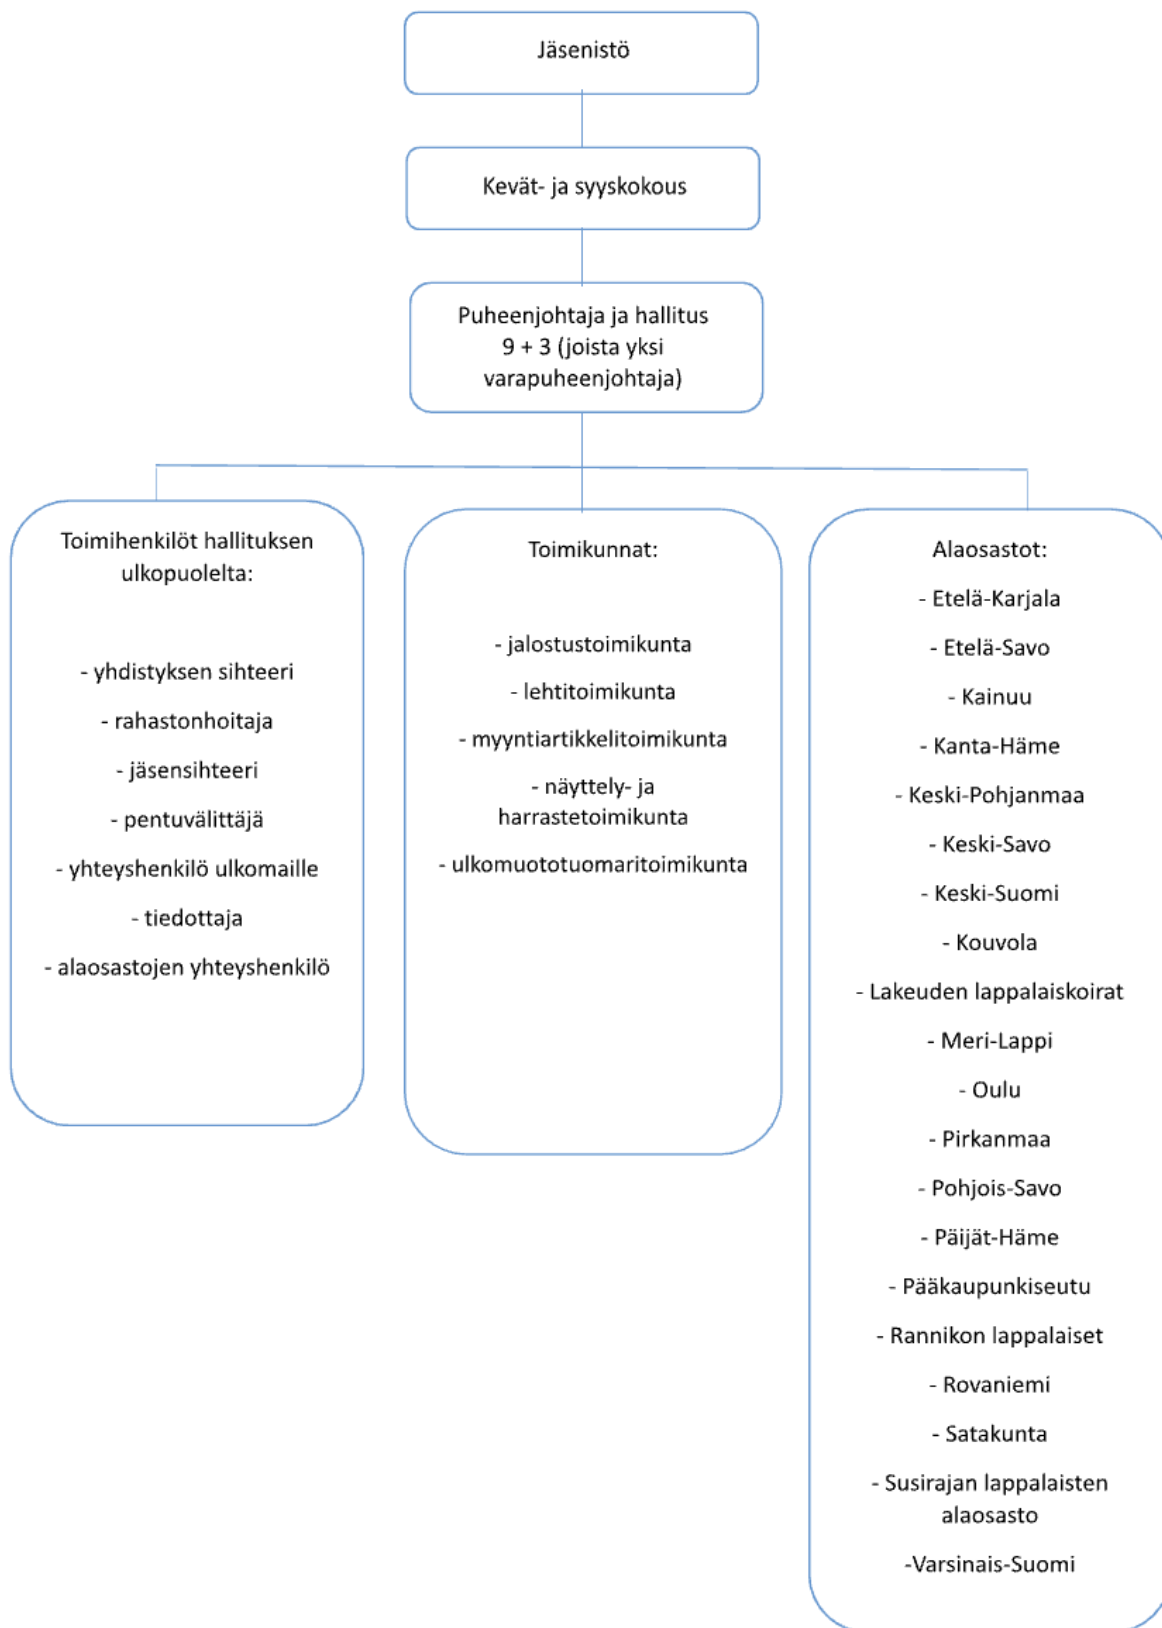 Jäsenistö
Kevät- ja syyskokous
Puheenjohtaja ja hallitus
9 + 3 (joista yksi
varapuheenjohtaja)
Toimihenkilöt hallituksen
ulkopuolelta:
- yhdistyksen sihteeri
- rahastonhoitaja
- jäsensihteeri
- pentuvälittäjä
- yhteyshenkilö ulkomaille
- tiedottaja
- alaosastojen yhteyshenkilö
Toimikunnat:
- jalostustoimikunta
- lehtitoimikunta
- myyntiartikkelitoimikunta
- näyttely- ja
harrastetoimikunta
- ulkomuototuomaritoimikunta
Alaosastot:
- Etelä-Karjala
- Etelä-Savo
- Kainuu
- Kanta-Häme
- Keski-Pohjanmaa
- Keski-Savo
- Keski-Suomi
- Kouvola
- Lakeuden lappalaiskoirat
- Meri-Lappi
- Oulu
- Pirkanmaa
- Pohjois-Savo
- Päijät-Häme
- Pääkaupunkiseutu
- Rannikon lappalaiset
- Rovaniemi
- Satakunta
- Susirajan lappalaisten
alaosasto
-Varsinais-Suomi